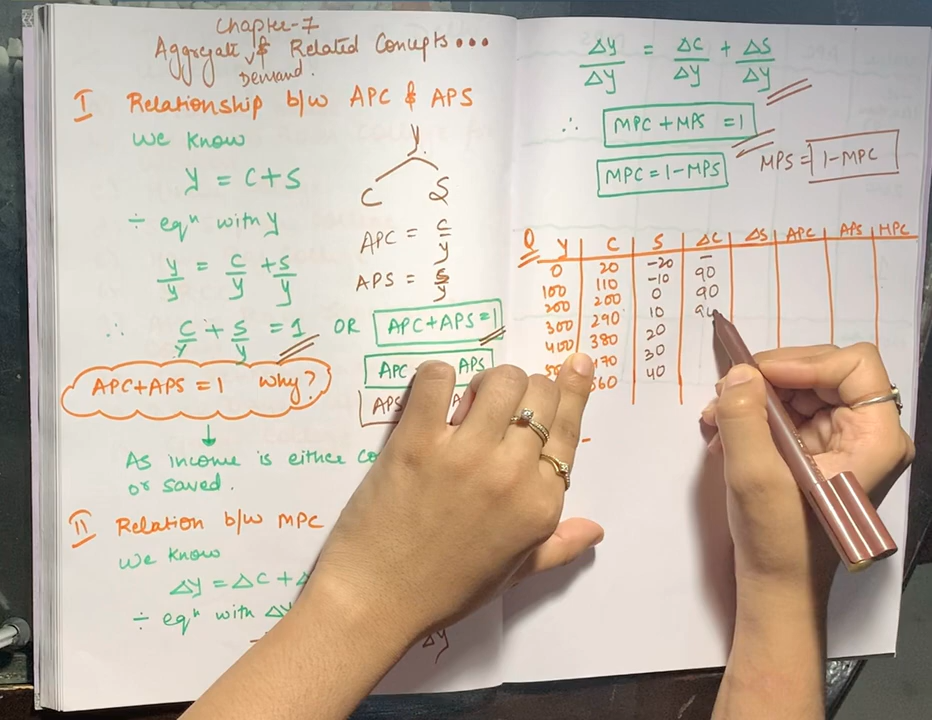 Chapter-7
Aggregate & Related Concepts...
Demand.
I Relationship b/w APC & APS
we know
y = C+S
÷ eqⁿ with y
y/y = C/y + S/y
∴ C/y + S/y = 1 OR APC+APS=1
y
C S
APC = C/y
APS = S/y
APC APS
APS
APC+APS = 1 why?
↓
As income is either
or saved.
II Relation b/w MPC
we know
Δy = ΔC +
÷ eqⁿ with Δy
Δy
Δy/Δy = ΔC/Δy + ΔS/Δy
∴ MPC+MPS = 1
MPC = 1-MPS MPS = 1-MPC
Q Y C S ΔC ΔS APC APS MPC
0 20 -20 -
100 110 -10 90
200 200 0 90
300 290 10
400 380 20
30
40